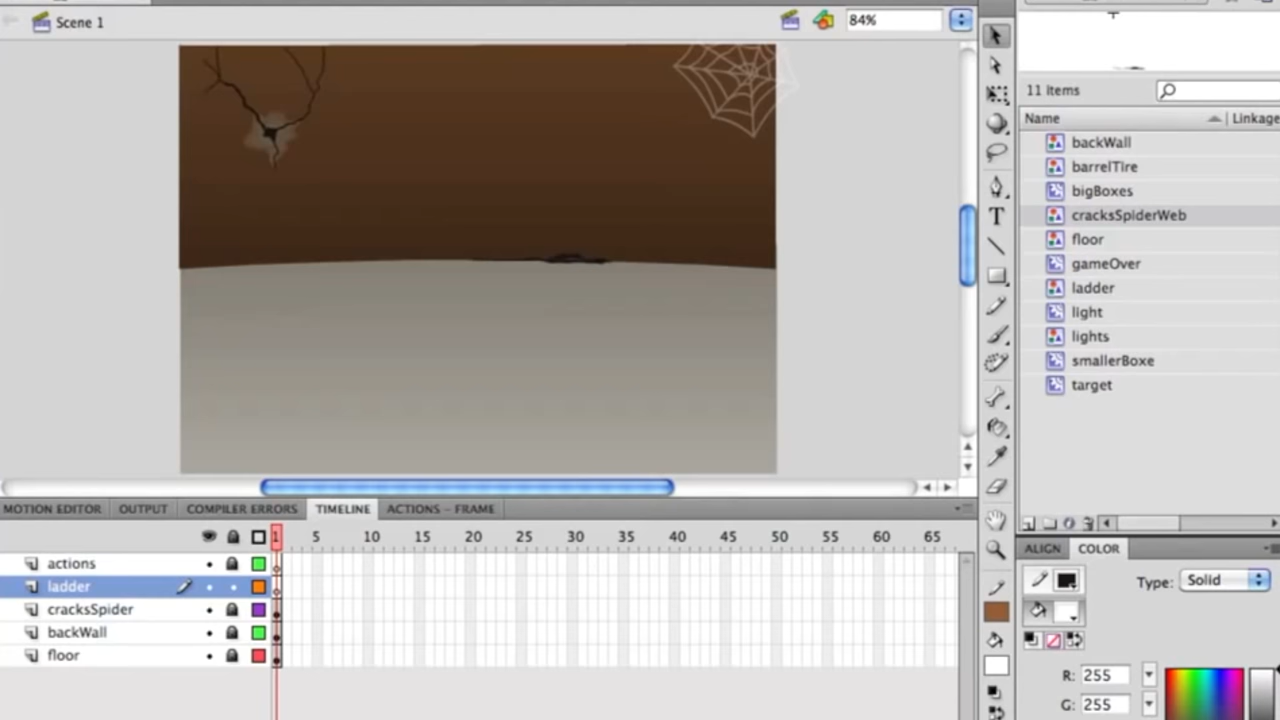 Scene 1
84%
11 items
Name
Linkage
backWall
barrelTire
bigBoxes
cracksSpiderWeb
floor
gameOver
ladder
light
lights
smallerBoxe
target
MOTION EDITOR OUTPUT COMPILER ERRORS TIMELINE ACTIONS – FRAME
1 5 10 15 20 25 30 35 40 45 50 55 60 65
actions
ladder
cracksSpider
backWall
floor
ALIGN COLOR
Type: Solid
R: 255
G: 255